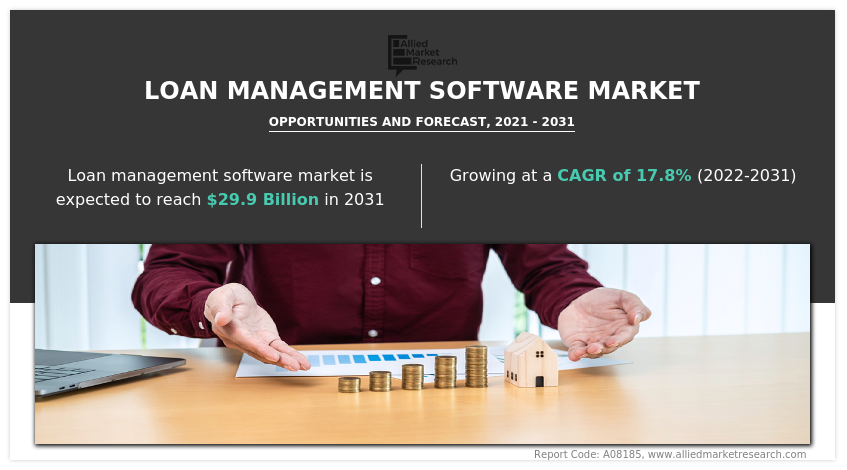 Allied
Market
Research
LOAN MANAGEMENT SOFTWARE MARKET
OPPORTUNITIES AND FORECAST, 2021 - 2031
Loan management software market is
expected to reach $29.9 Billion in 2031
Growing at a CAGR of 17.8% (2022-2031)
Report Code: A08185, www.alliedmarketresearch.com